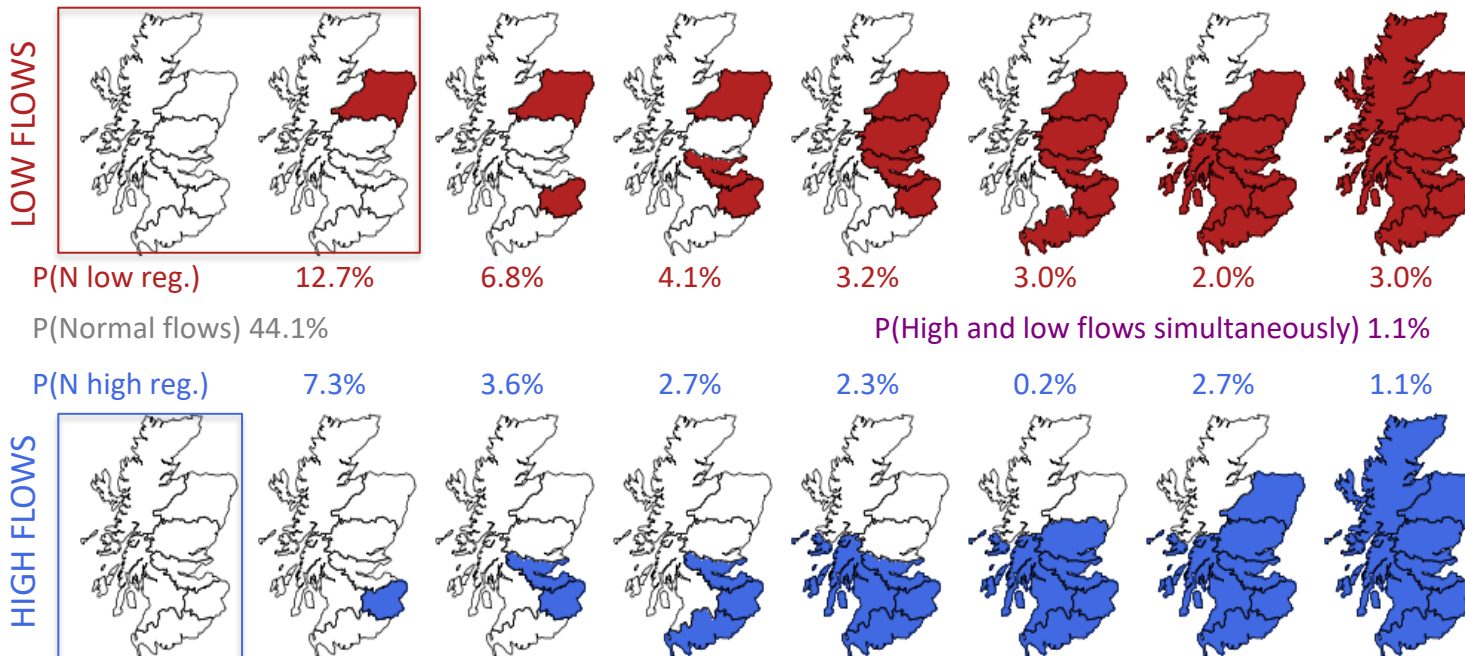 LOW FLOWS
P(N low reg.) 12.7% 6.8% 4.1% 3.2% 3.0% 2.0% 3.0%
P(Normal flows) 44.1% P(High and low flows simultaneously) 1.1%
P(N high reg.) 7.3% 3.6% 2.7% 2.3% 0.2% 2.7% 1.1%
HIGH FLOWS